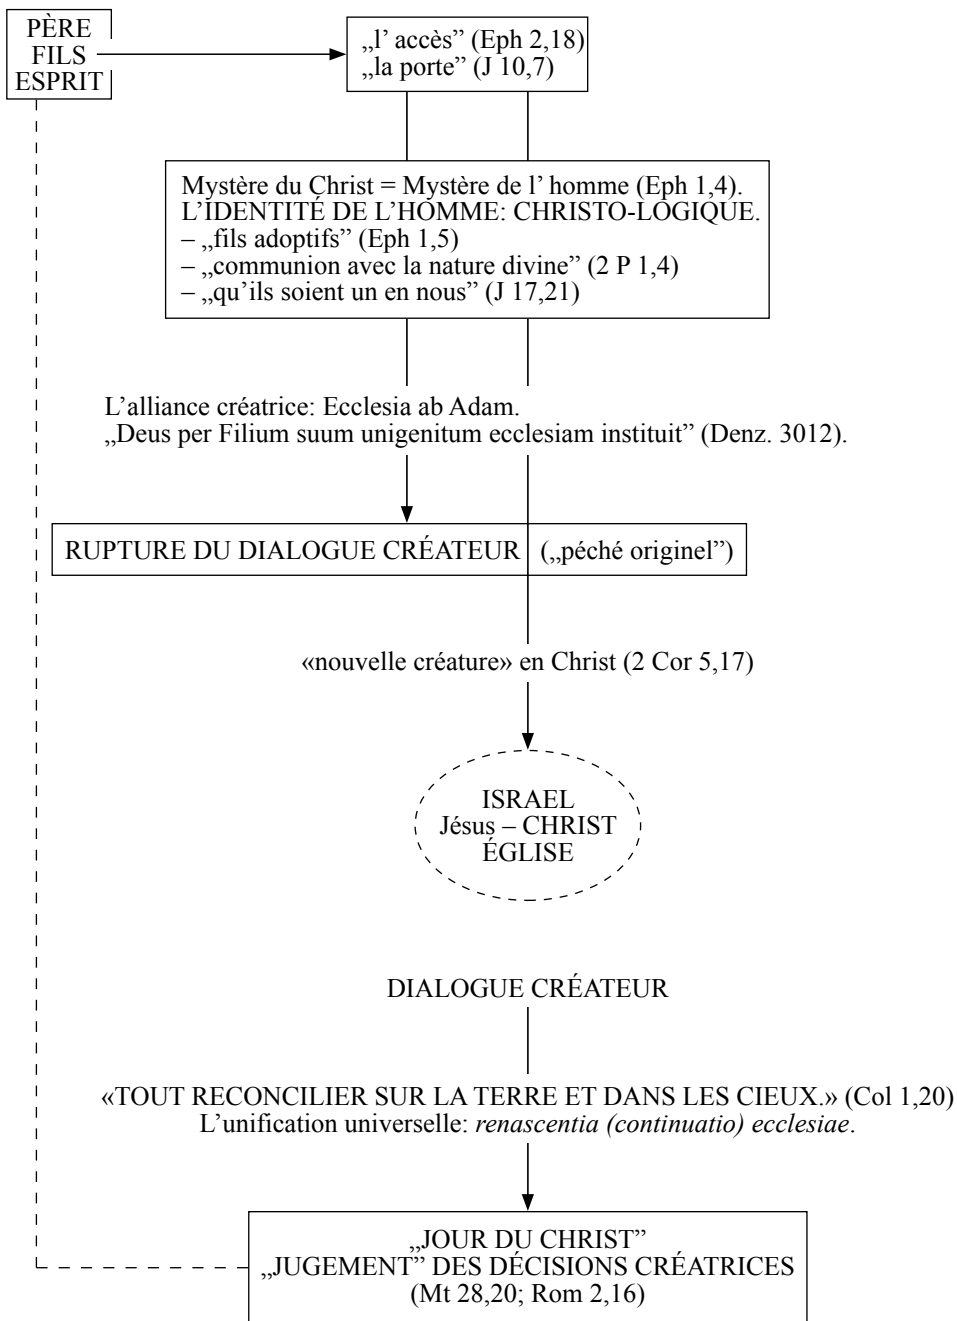 PÈRE
FILS
ESPRIT
„l’ accès” (Eph 2,18)
„la porte” (J 10,7)
Mystère du Christ = Mystère de l’ homme (Eph 1,4).
L’IDENTITÉ DE L’HOMME: CHRISTO-LOGIQUE.
– „fils adoptifs” (Eph 1,5)
– „communion avec la nature divine” (2 P 1,4)
– „qu’ils soient un en nous” (J 17,21)
L’alliance créatrice: Ecclesia ab Adam.
„Deus per Filium suum unigenitum ecclesiam instituit” (Denz. 3012).
RUPTURE DU DIALOGUE CRÉATEUR („péché originel”)
«nouvelle créature» en Christ (2 Cor 5,17)
ISRAEL
Jésus – CHRIST
ÉGLISE
DIALOGUE CRÉATEUR
«TOUT RECONCILIER SUR LA TERRE ET DANS LES CIEUX.» (Col 1,20)
L’unification universelle: renascentia (continuatio) ecclesiae.
„JOUR DU CHRIST”
„JUGEMENT” DES DÉCISIONS CRÉATRICES
(Mt 28,20; Rom 2,16)